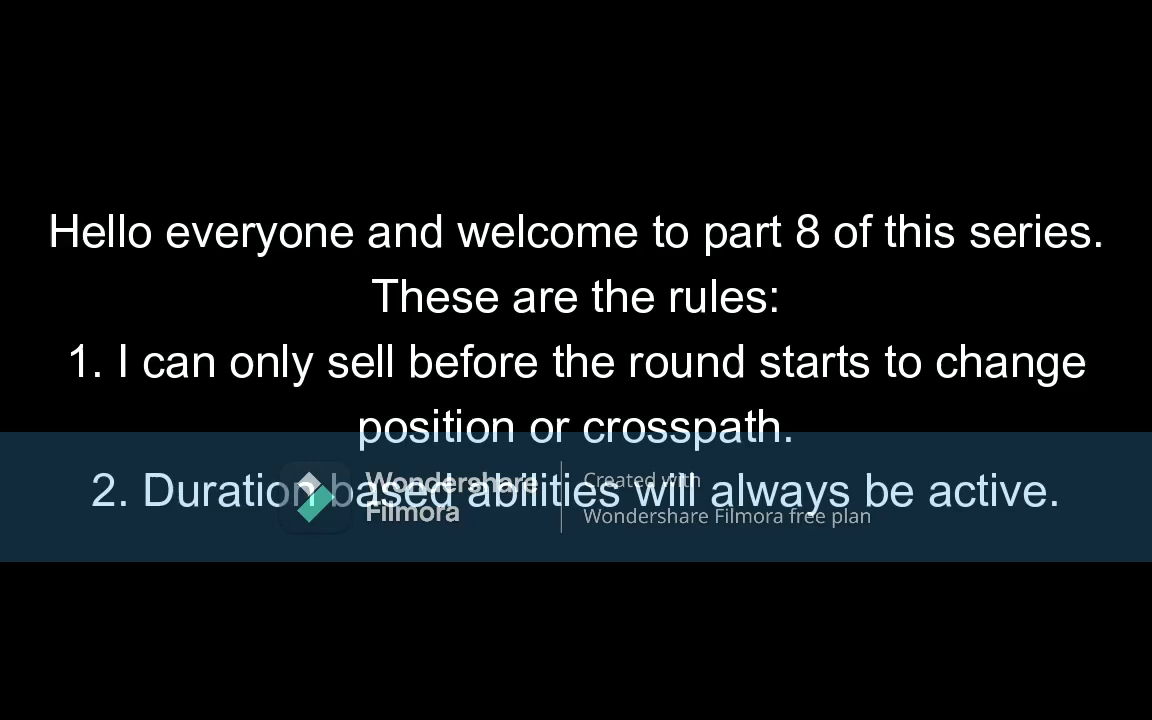 Hello everyone and welcome to part 8 of this series.
These are the rules:
1. I can only sell before the round starts to change
position or crosspath.
2. Duration based abilities will always be active.
Wondershare
Filmora
Created with
Wondershare Filmora free plan